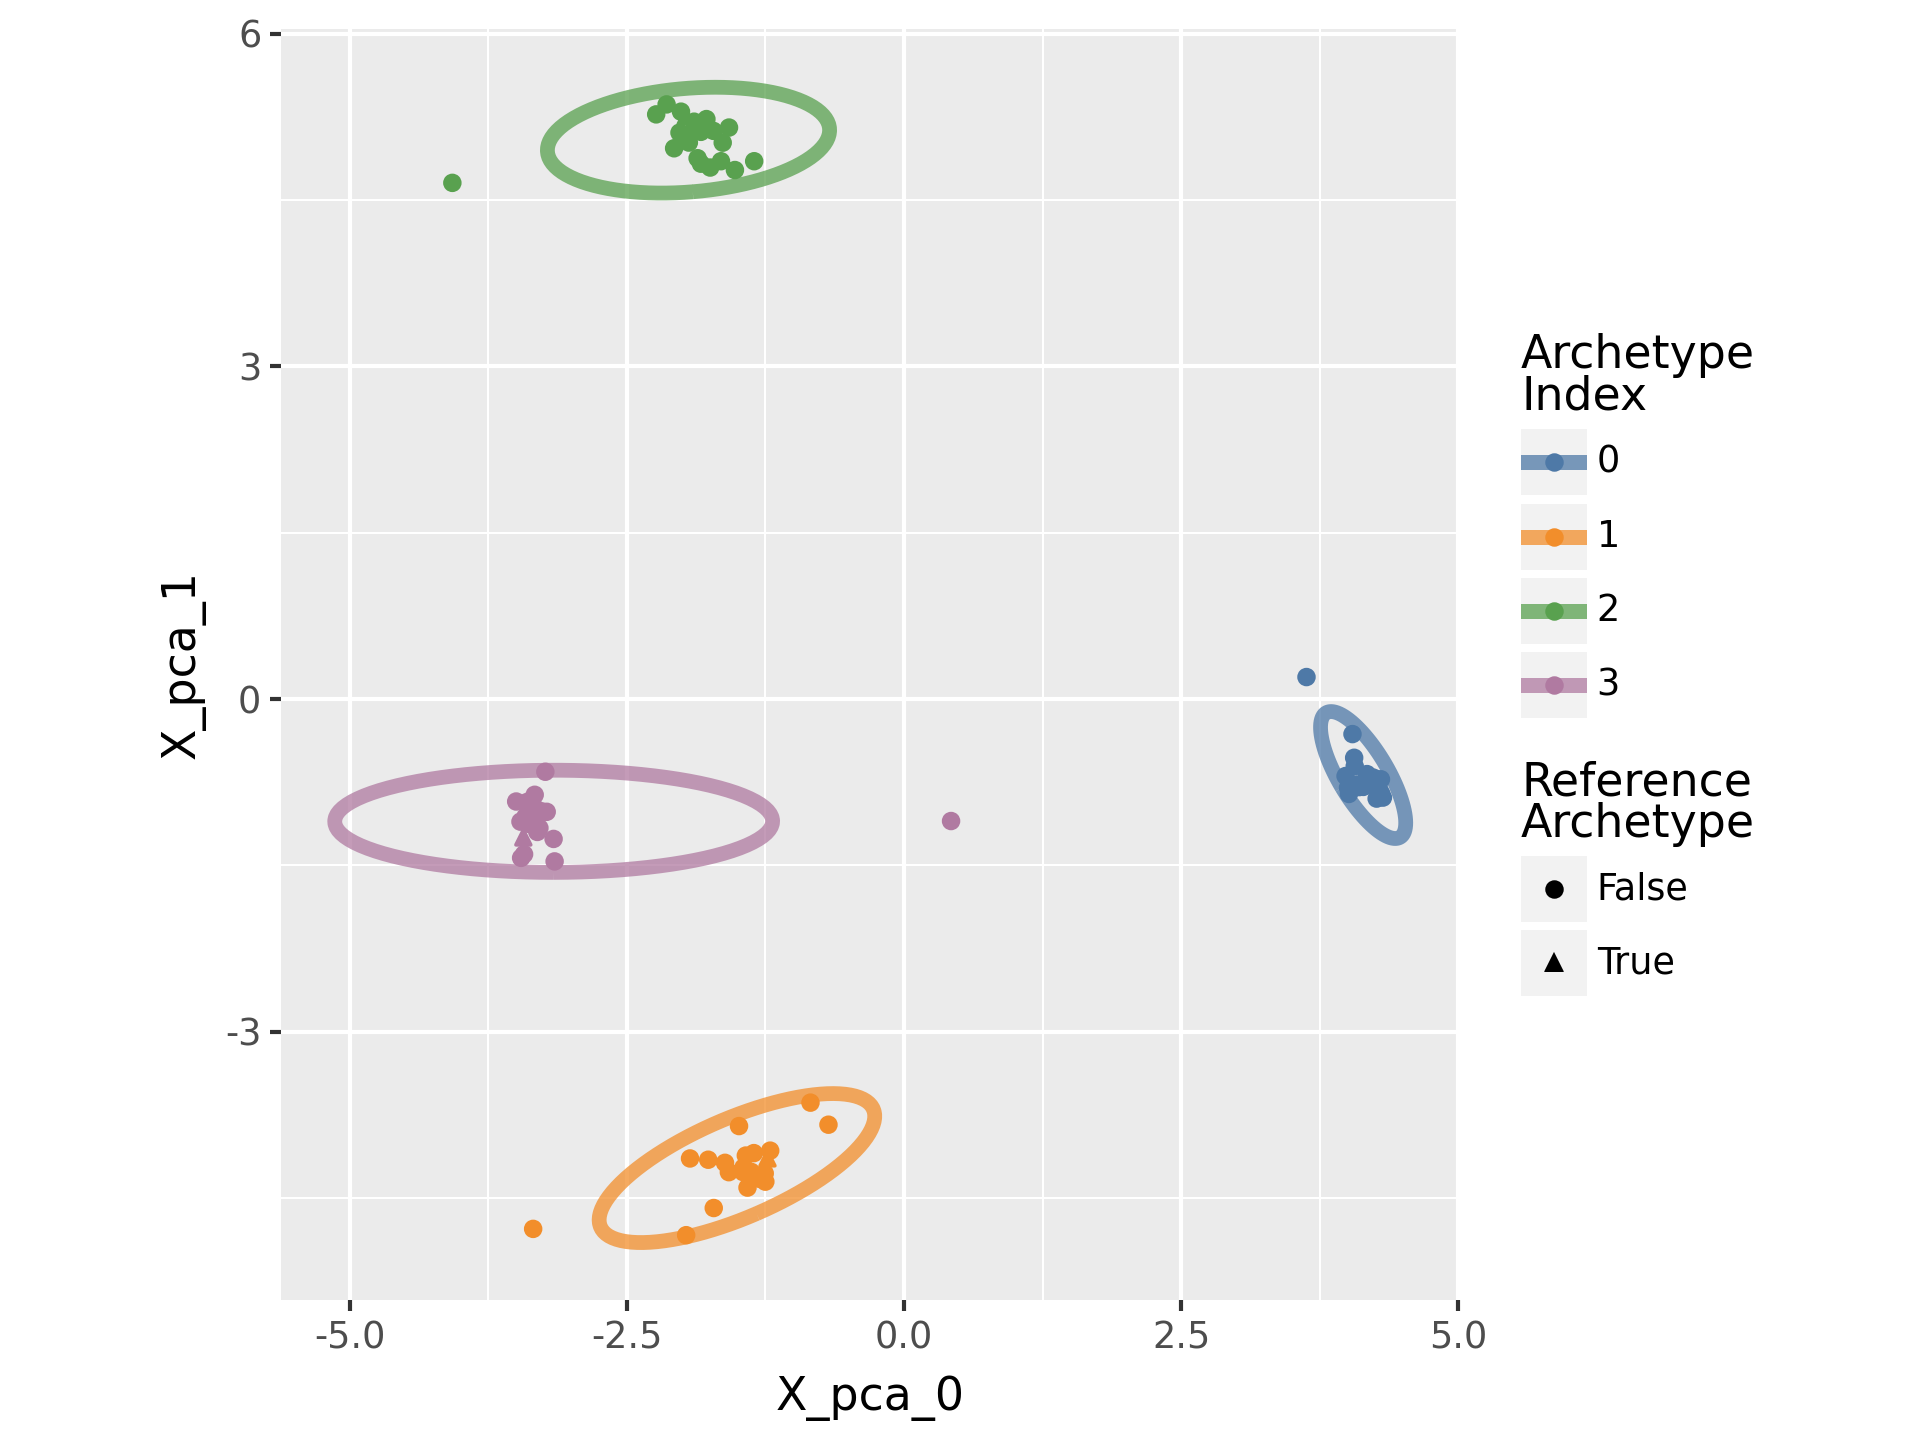 6
3
0
-3
X_pca_1
-5.0
-2.5
0.0
2.5
5.0
X_pca_0
Archetype
Index
0
1
2
3
Reference
Archetype
False
True